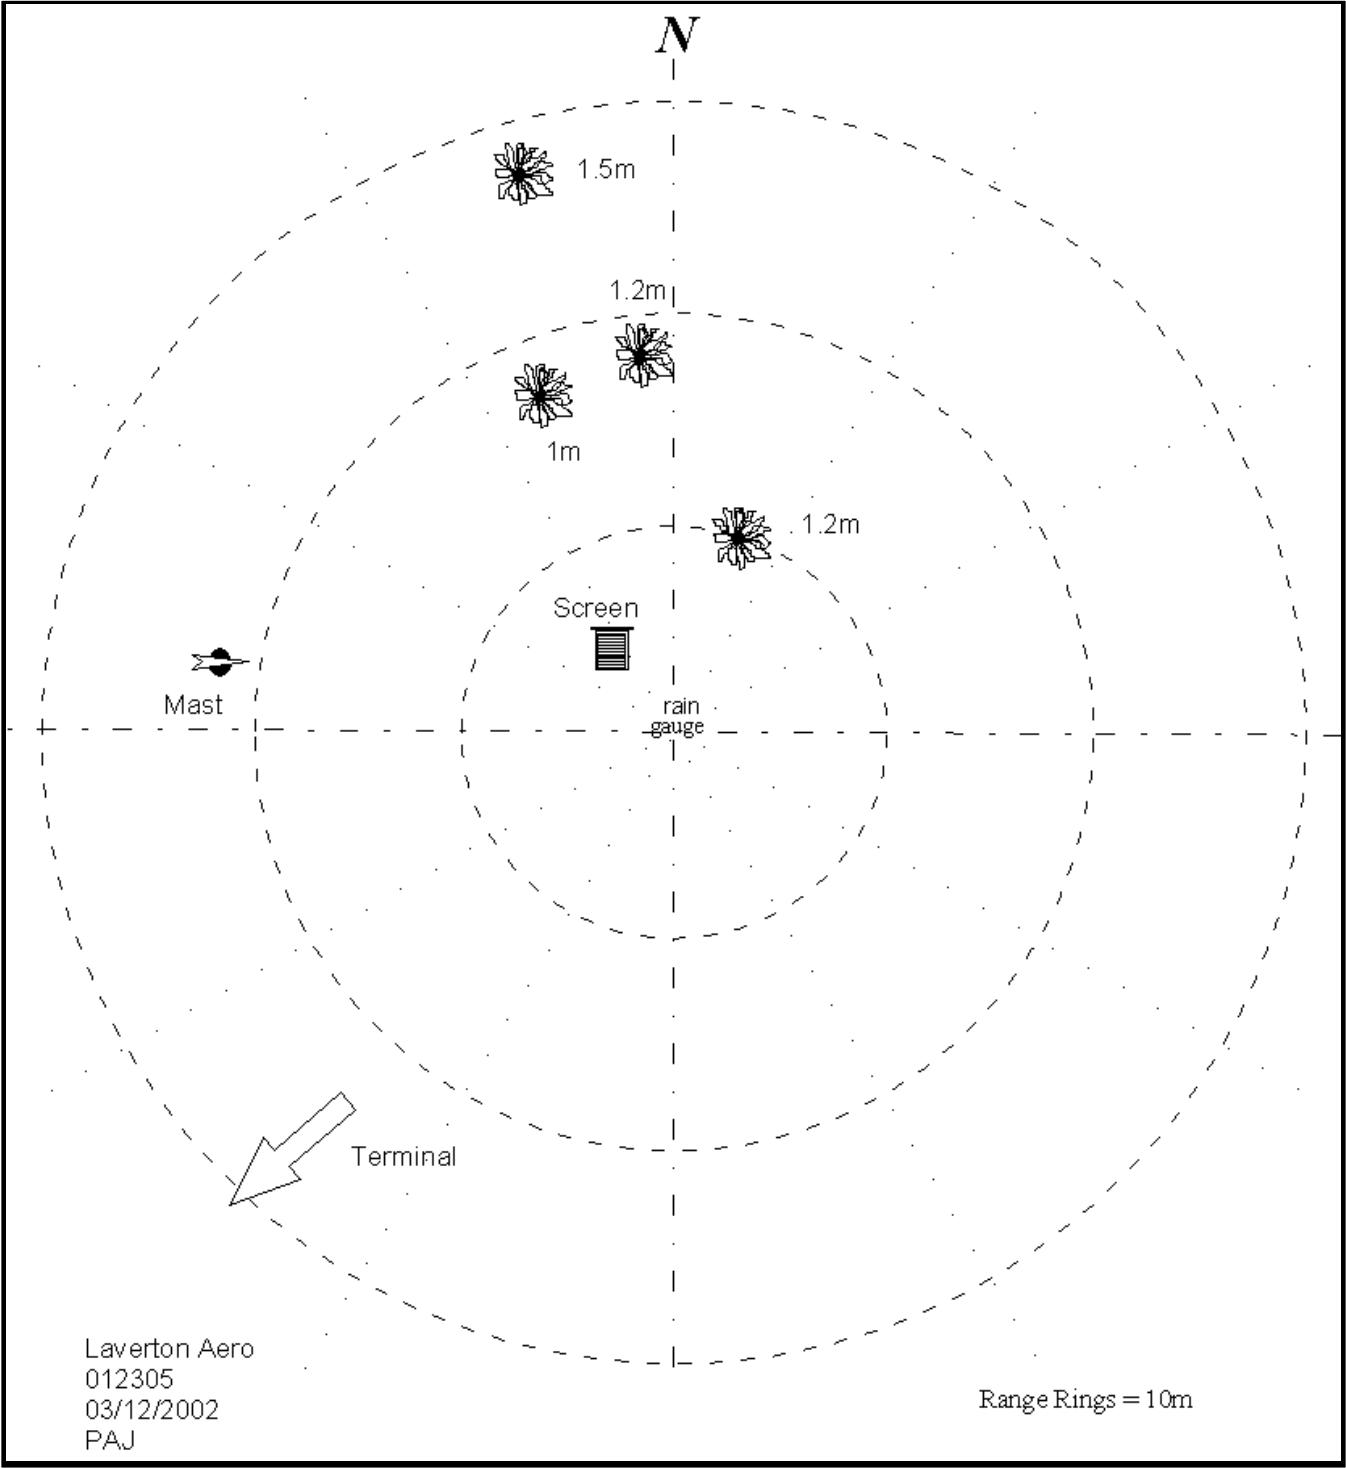 N
1.5m
1.2m
1m
1.2m
Screen
Mast
rain
gauge
Terminal
Laverton Aero
012305
03/12/2002
PAJ
Range Rings = 10m